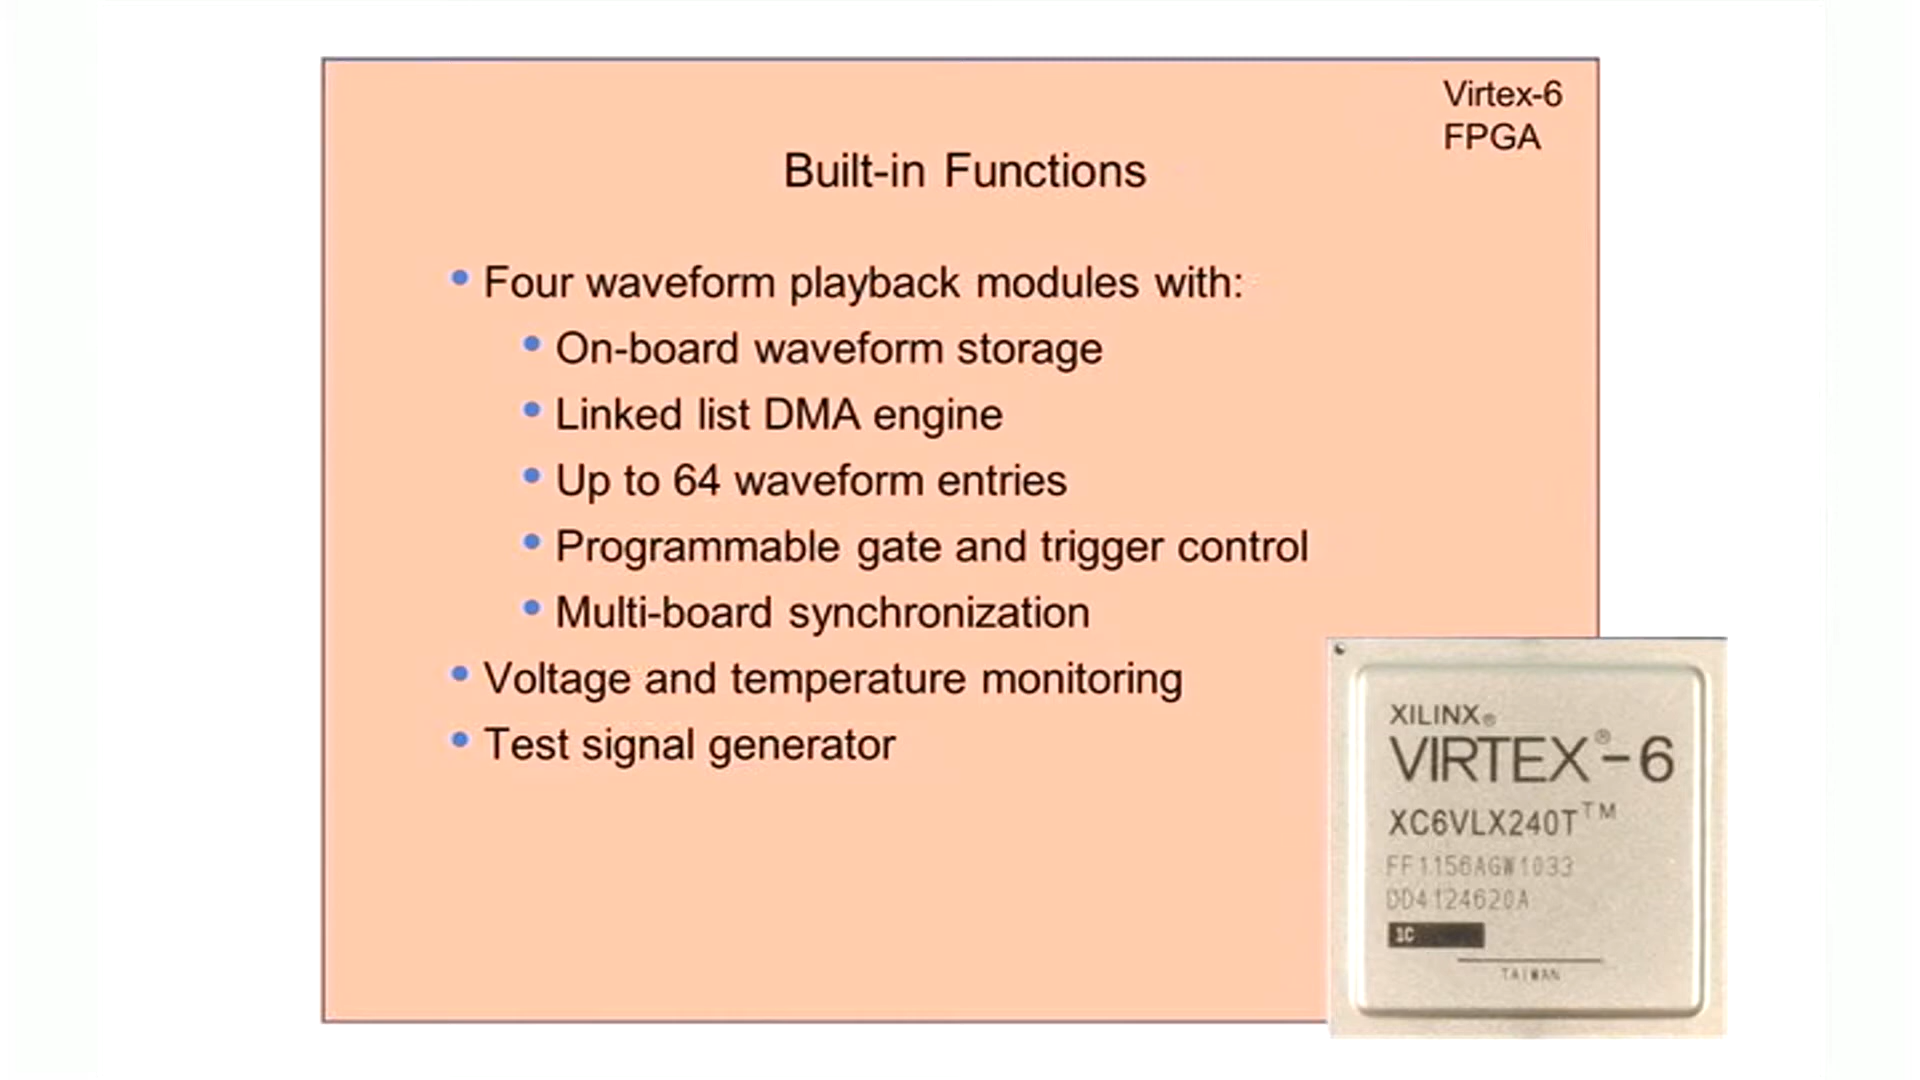 Virtex-6
FPGA
Built-in Functions
• Four waveform playback modules with:
• On-board waveform storage
• Linked list DMA engine
• Up to 64 waveform entries
• Programmable gate and trigger control
• Multi-board synchronization
• Voltage and temperature monitoring
• Test signal generator
XILINX®
VIRTEX®-6
XC6VLX240T™
FF1156AGW1033
DD4124620A
1C
TAIWAN